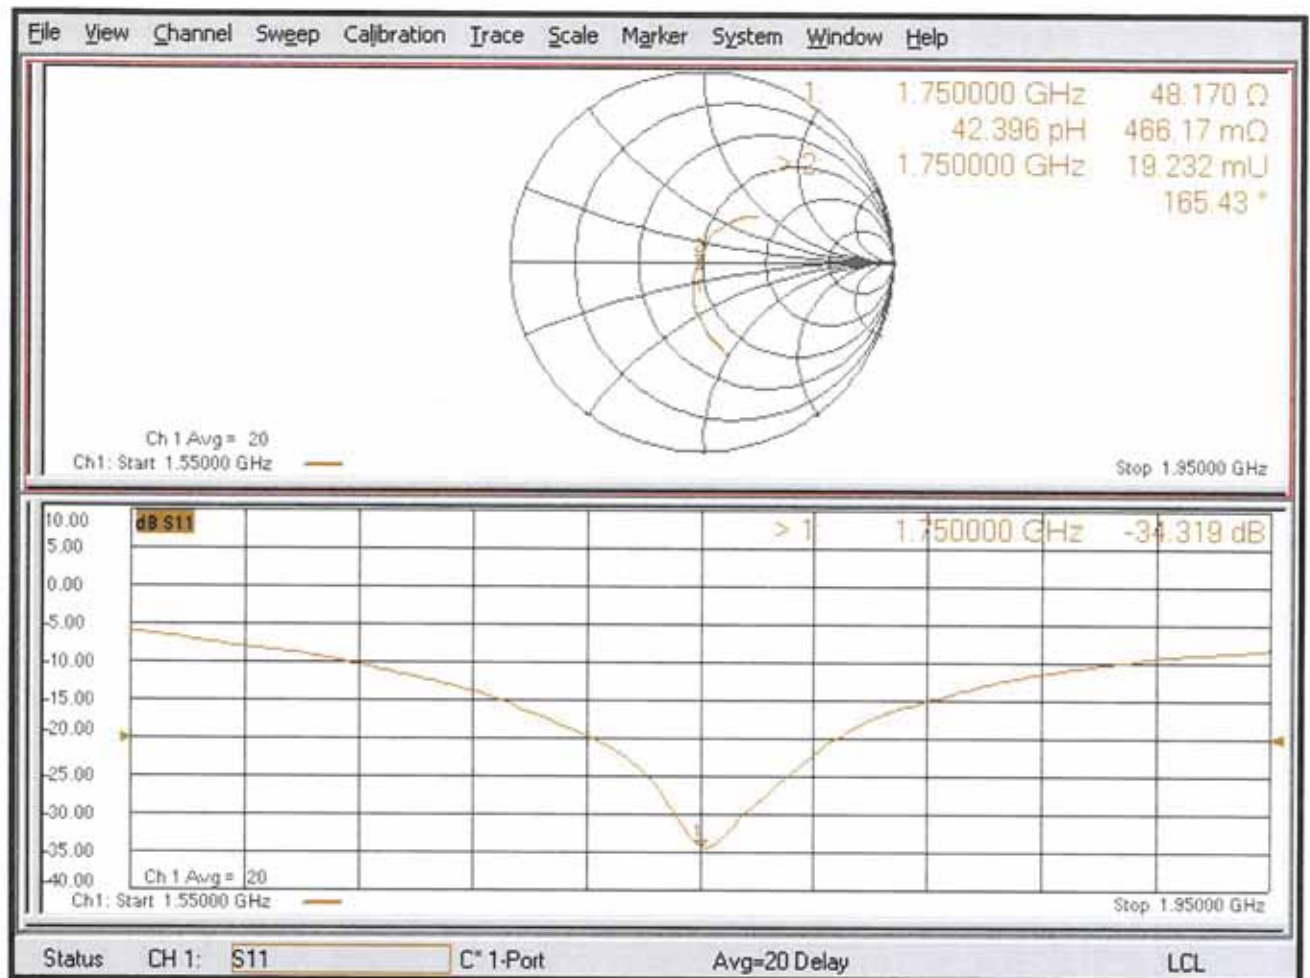 File View Channel Sweep Calibration Trace Scale Marker System Window Help
1 1.750000 GHz 48.170 Ω
42.396 pH 466.17 mΩ
> 2 1.750000 GHz 19.232 mU
165.43 °
Ch 1 Avg = 20
Ch1: Start 1.55000 GHz
Stop 1.95000 GHz
10.00
dB S11
> 1 1.750000 GHz -34.319 dB
5.00
0.00
-5.00
-10.00
-15.00
-20.00
-25.00
-30.00
1
-35.00
-40.00
Ch 1 Avg = 20
Ch1: Start 1.55000 GHz
Stop 1.95000 GHz
Status CH 1: S11 C* 1-Port Avg=20 Delay LCL